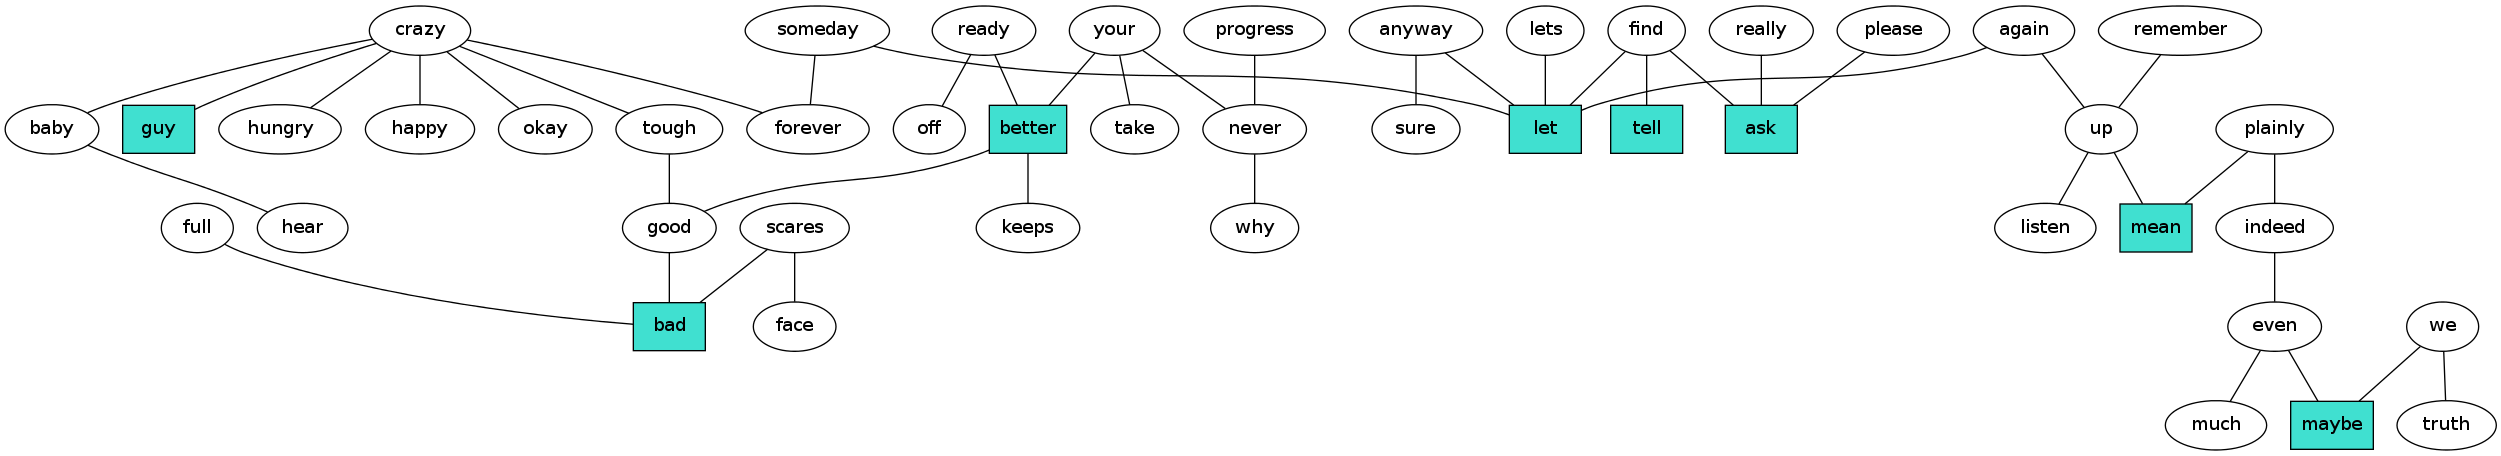 crazy someday ready your progress anyway lets find really please again remember
baby guy hungry happy okay tough forever off better take never sure let tell ask up plainly
full hear good scares keeps why listen mean indeed
bad face even we
much maybe truth